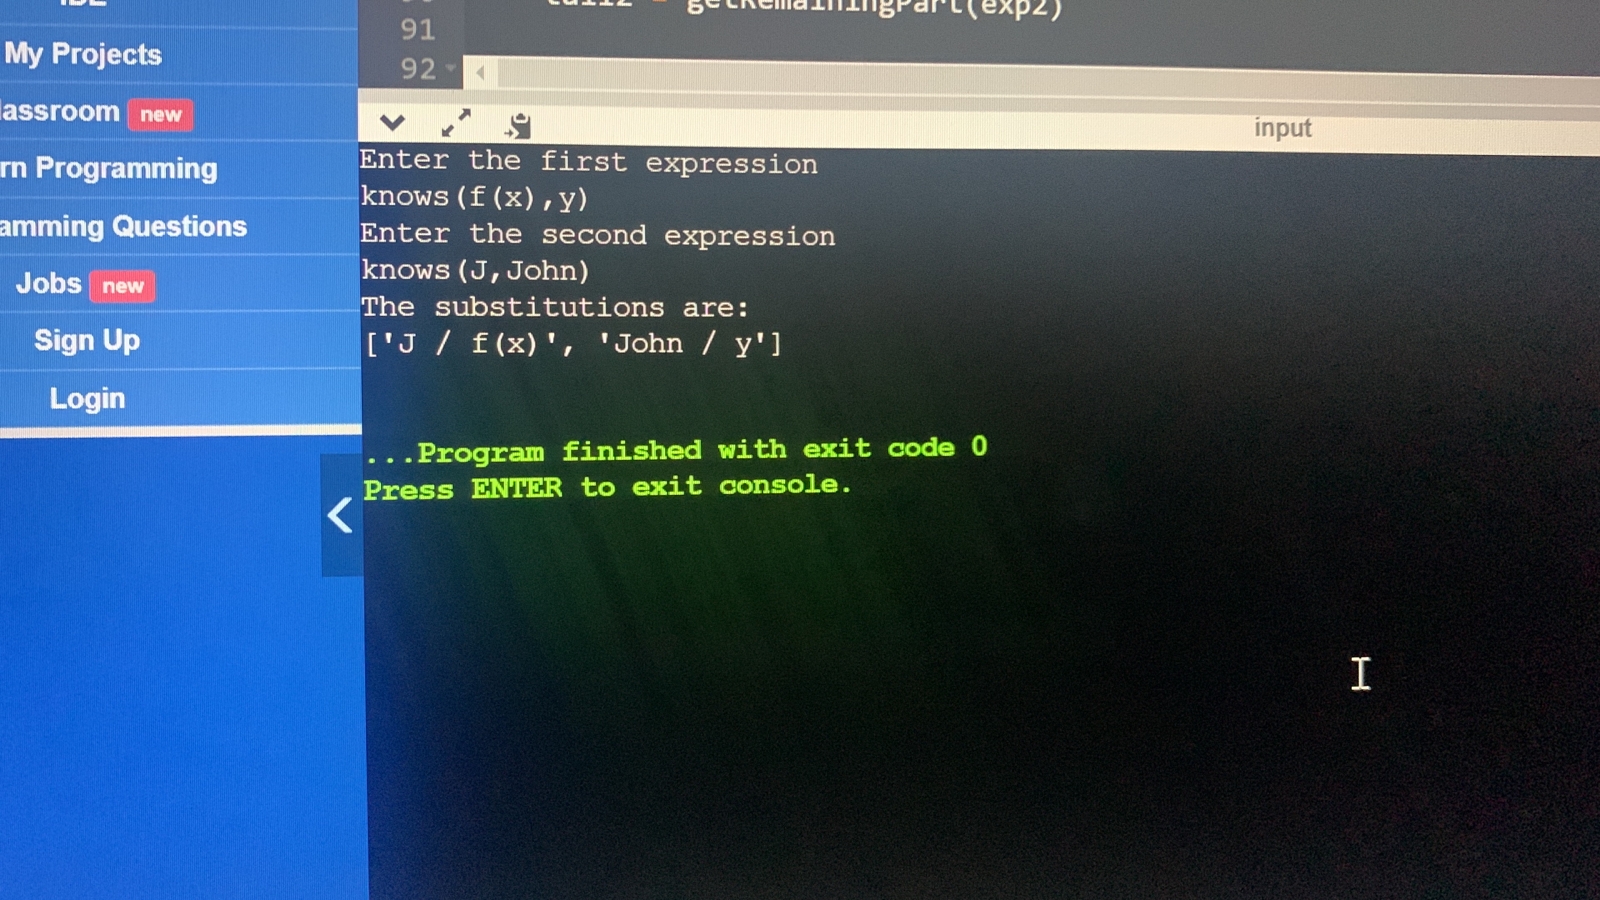 My Projects
lassroom new
rn Programming
amming Questions
Jobs new
Sign Up
Login
getRemainingPart(exp2)
91
92
input
Enter the first expression
knows(f(x),y)
Enter the second expression
knows(J,John)
The substitutions are:
['J / f(x)', 'John / y']
...Program finished with exit code 0
Press ENTER to exit console.